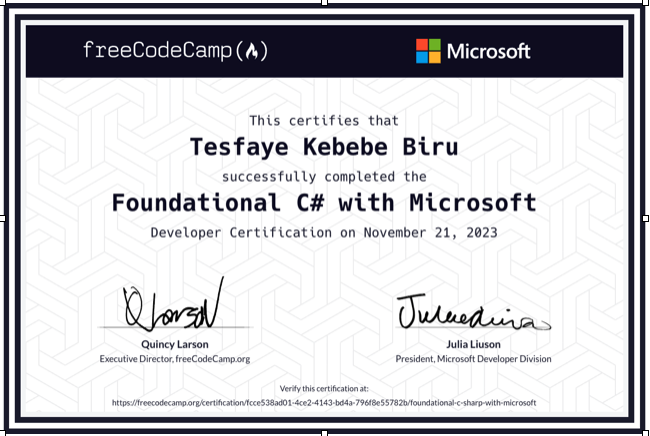 freeCodeCamp(🔥) Microsoft
This certifies that
Tesfaye Kebebe Biru
successfully completed the
Foundational C# with Microsoft
Developer Certification on November 21, 2023
Quincy Larson
Executive Director, freeCodeCamp.org
Julia Liuson
President, Microsoft Developer Division
Verify this certification at:
https://freecodecamp.org/certification/fcce538ad01-4ce2-4143-bd4a-796f8e55782b/foundational-c-sharp-with-microsoft